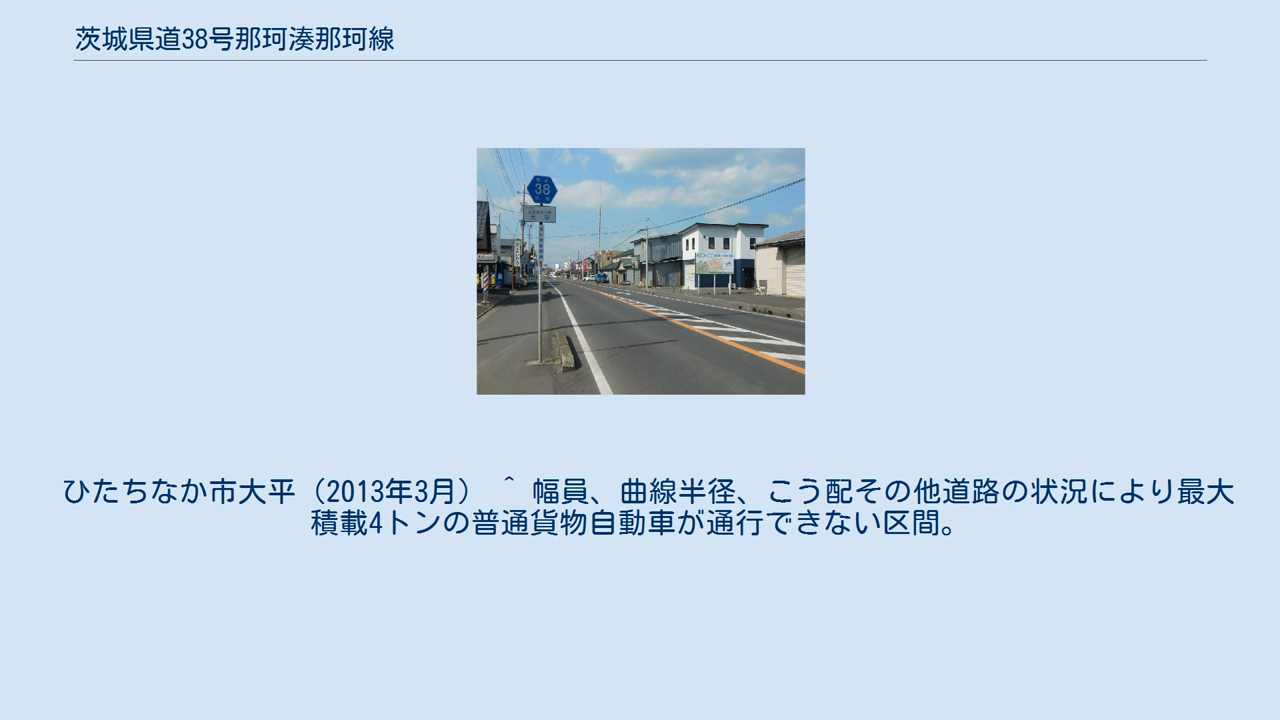 茨城県道38号那珂湊那珂線
38
ひたちなか市大平（2013年3月） ^ 幅員、曲線半径、こう配その他道路の状況により最大
積載4トンの普通貨物自動車が通行できない区間。